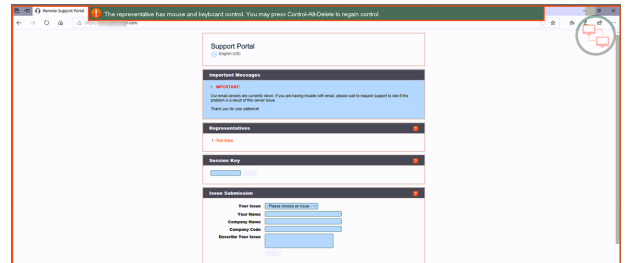 Remote Support Portal
The representative has mouse and keyboard control. You may press Control-Alt-Delete to regain control.
Support Portal
English (US)
Important Messages
IMPORTANT!
Our email servers are currently down. If you are having trouble with email, please wait to request support to see if this
problem is a result of this server issue.
Thank you for your patience!
Representatives
?
Session Key
?
Issue Submission
?
Your Issue - Please choose an issue -
Your Name
Company Name
Company Code
Describe Your Issue